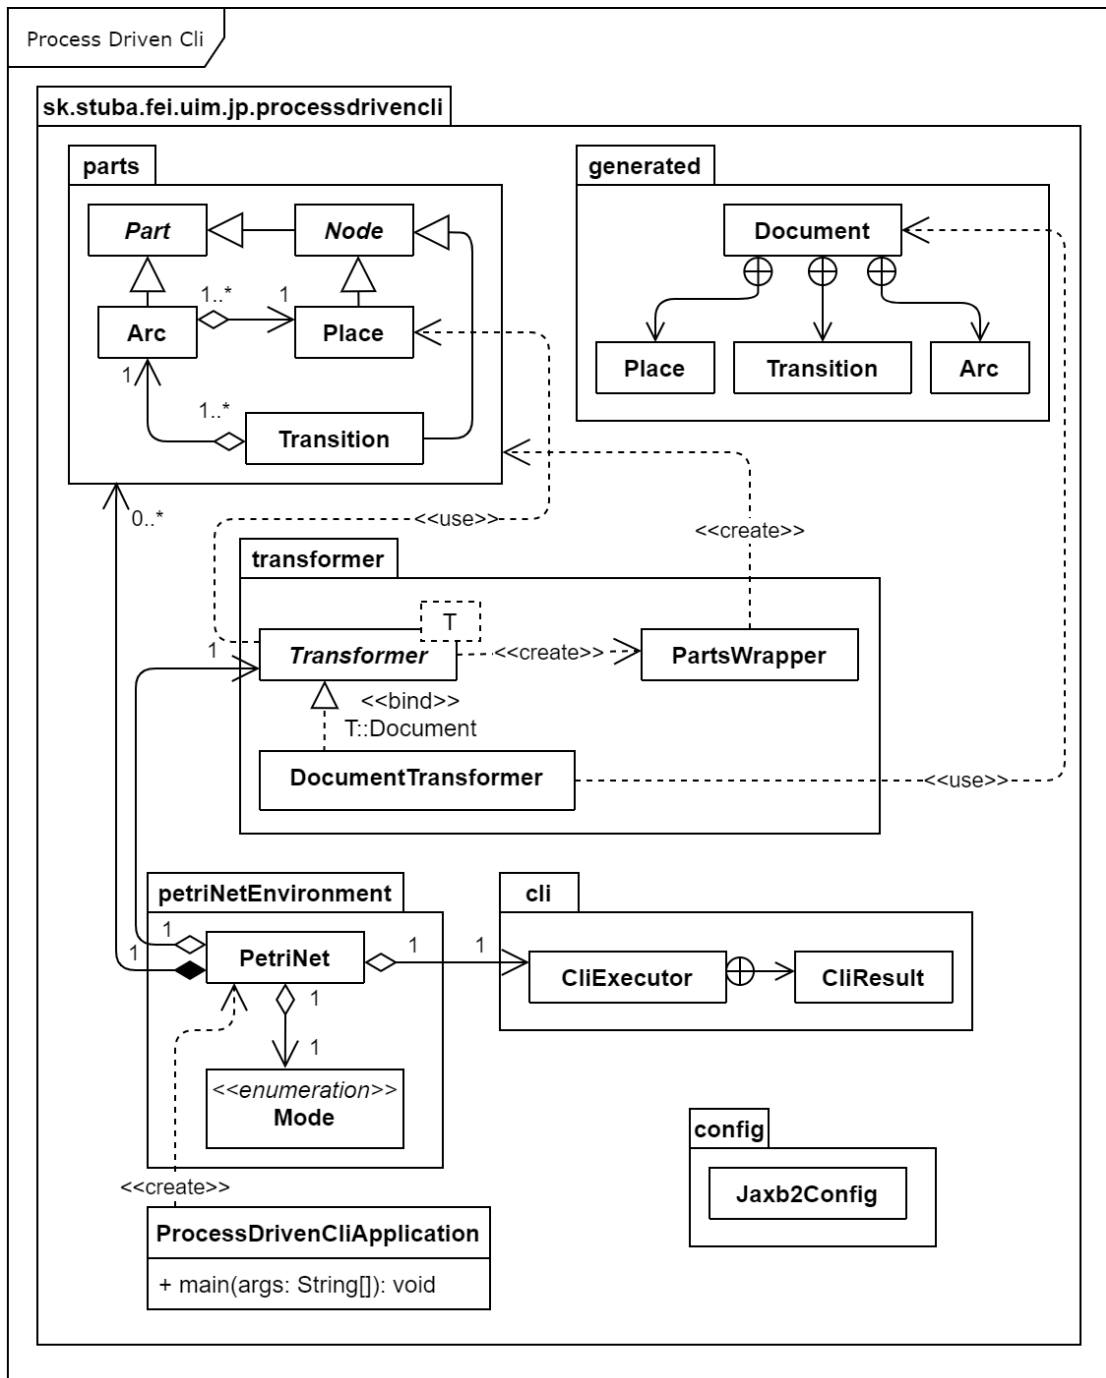 Process Driven Cli
sk.stuba.fei.uim.jp.processdrivencli
parts
generated
Part
Node
Document
1..*
1
Arc
Place
Place
Transition
Arc
1
1..*
Transition
0..*
<<use>>
<<create>>
transformer
T
1
Transformer
<<create>>
PartsWrapper
<<bind>>
T::Document
DocumentTransformer
<<use>>
petriNetEnvironment
cli
1
1
PetriNet
1
1
CliExecutor
CliResult
1
1
<<enumeration>>
Mode
config
Jaxb2Config
<<create>>
ProcessDrivenCliApplication
+ main(args: String[]): void